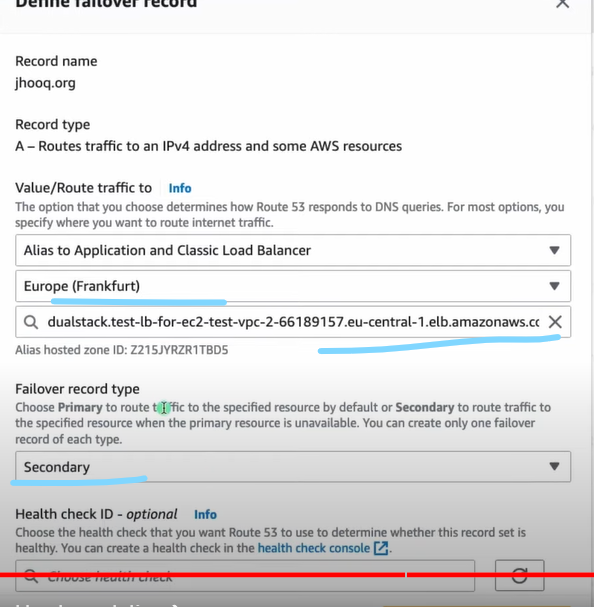 Define failover record
Record name
jhooq.org
Record type
A – Routes traffic to an IPv4 address and some AWS resources
Value/Route traffic to Info
The option that you choose determines how Route 53 responds to DNS queries. For most options, you
specify where you want to route internet traffic.
Alias to Application and Classic Load Balancer
Europe (Frankfurt)
dualstack.test-lb-for-ec2-test-vpc-2-66189157.eu-central-1.elb.amazonaws.cc
Alias hosted zone ID: Z215JYRZR1TBD5
Failover record type
Choose Primary to route traffic to the specified resource by default or Secondary to route traffic to
the specified resource when the primary resource is unavailable. You can create only one failover
record of each type.
Secondary
Health check ID - optional Info
Choose the health check that you want Route 53 to use to determine whether this record set is
healthy. You can create a health check in the health check console.
Choose health check